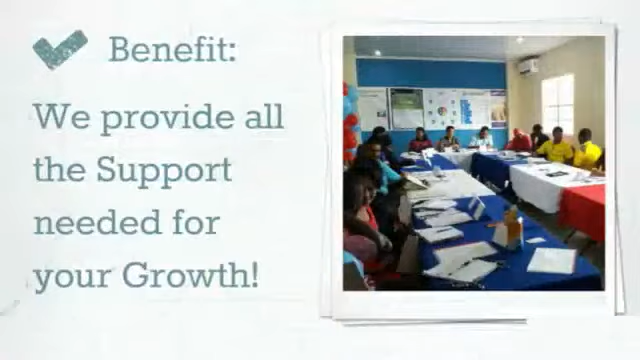 Benefit:
We provide all
the Support
needed for
your Growth!